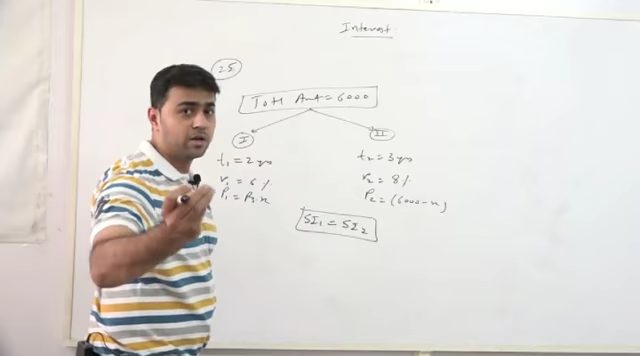 Interest:
25
Total Amt = 6000
I
II
t₁ = 2 yrs
t₂ = 3 yrs
r₁ = 6 %
r₂ = 8 %
P₁ = x
P₂ = (6000 - x)
SI₁ = SI₂